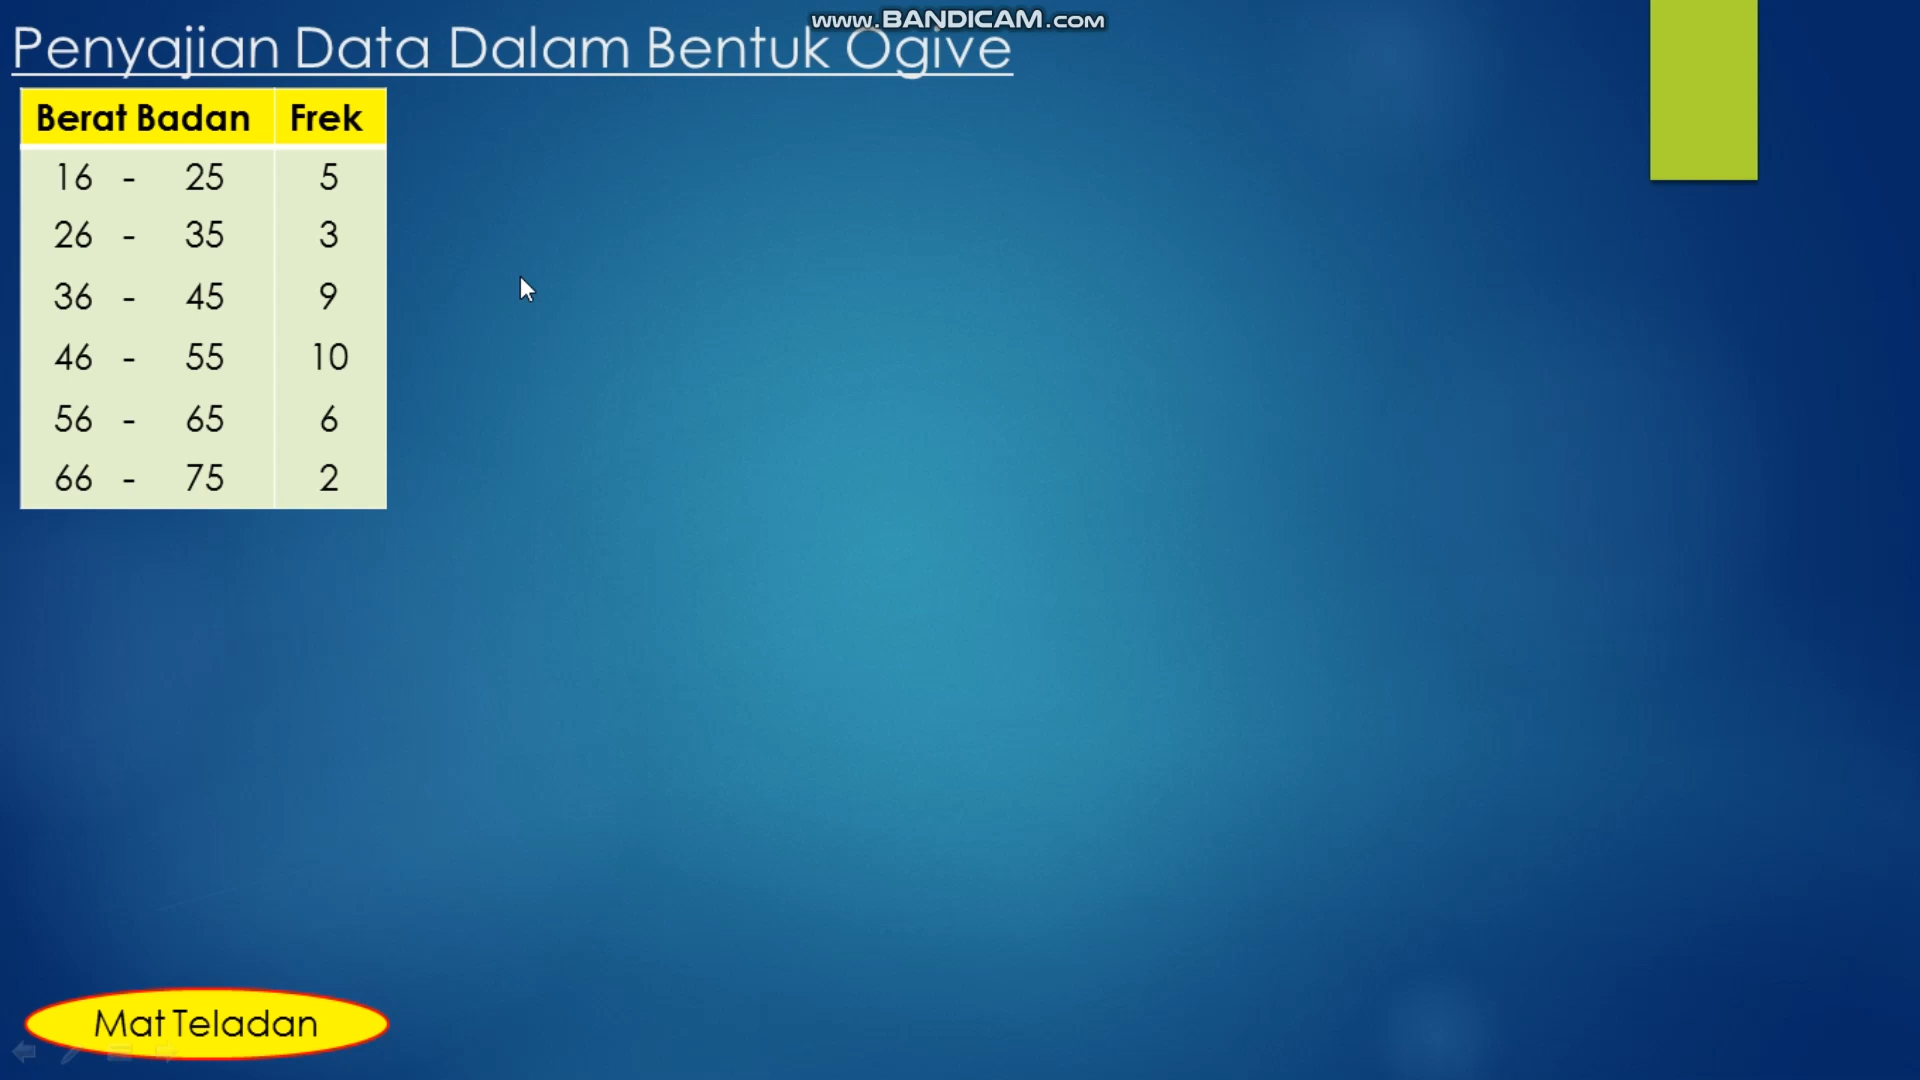 www.BANDICAM.com
Penyajian Data Dalam Bentuk Ogive
Berat Badan Frek
16 - 25 5
26 - 35 3
36 - 45 9
46 - 55 10
56 - 65 6
66 - 75 2
Mat Teladan